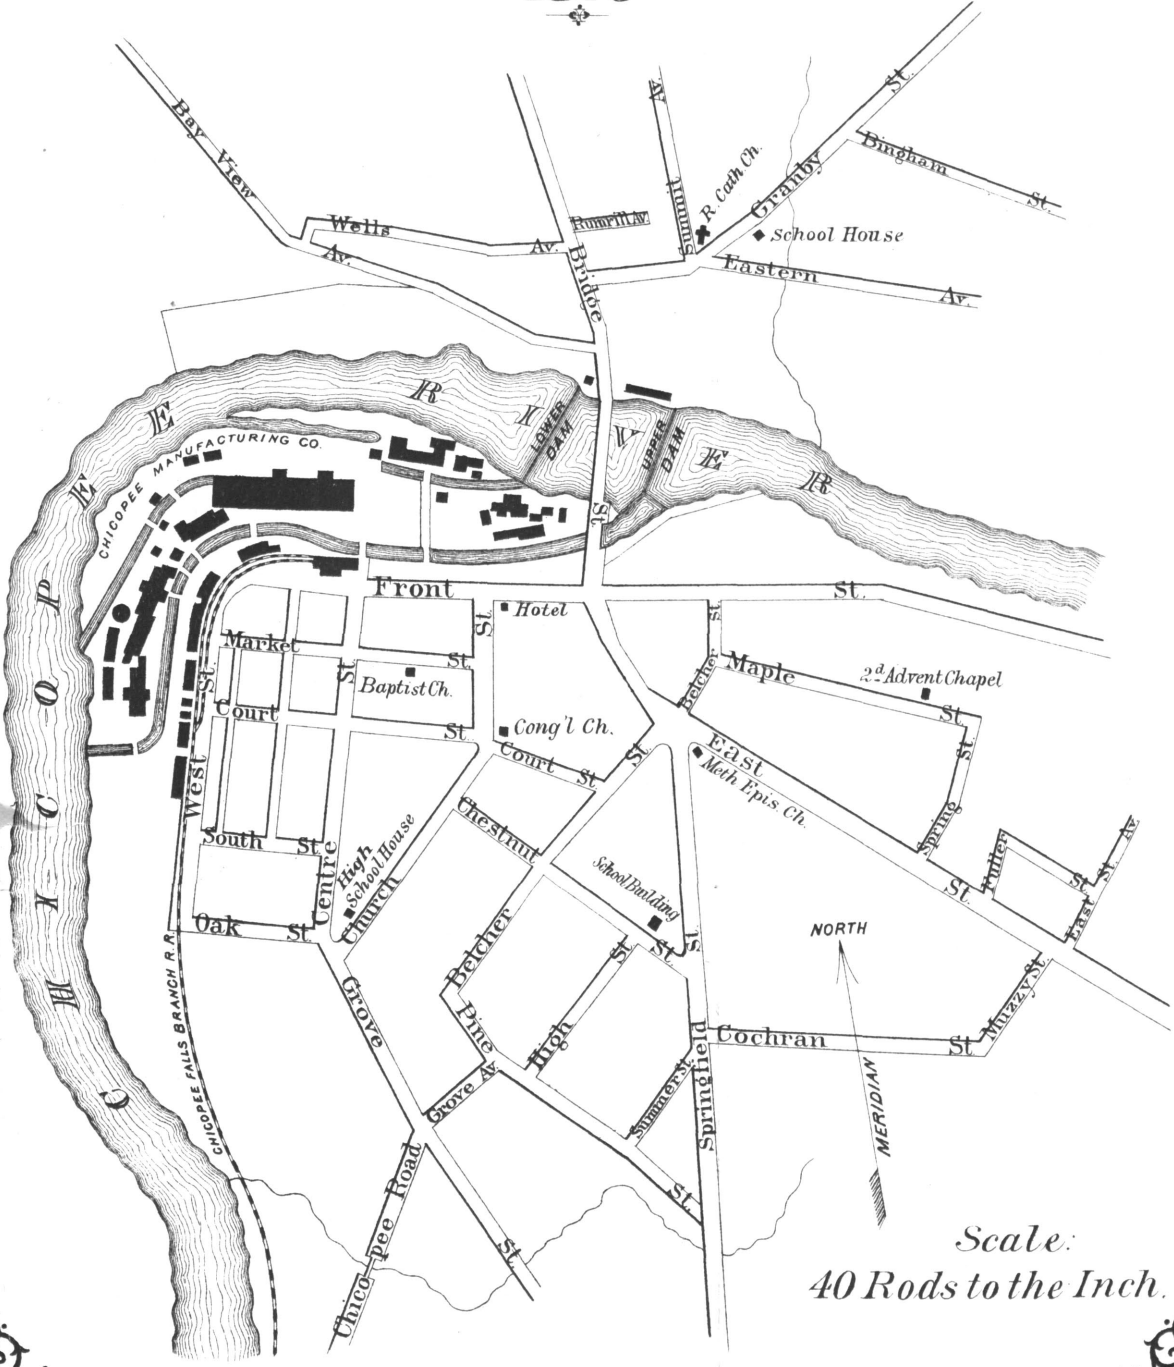 Bay View
Av.
Wells
Av.
Bridge
St
Rumrill Av.
Summit
Av.
R. Cath Ch.
Granby
St.
Bingham
St.
School House
Eastern
Av.
CHICOPEE
RIVER
LOWER
DAM
UPPER
DAM
CHICOPEE MANUFACTURING CO.
Front
St.
Hotel
St.
Market
St.
Baptist Ch.
St.
Court
St.
Cong'l Ch.
Court St
St
Belcher
St
Maple
St.
2d Advent Chapel
East
St.
Meth Epis. Ch.
Spring
St
Fuller
St
St.
Av
East
West
St.
South
St.
Centre
St
High
School House
Church
Chestnut
St
School Building
Oak
St.
Belcher
Grove
St.
Pine
St.
High
St
Grove Av.
Summer St.
Springfield
St
Cochran
St
Muzzy St.
NORTH
MERIDIAN
CHICOPEE FALLS BRANCH R.R.
Chicopee Road
Scale:
40 Rods to the Inch.